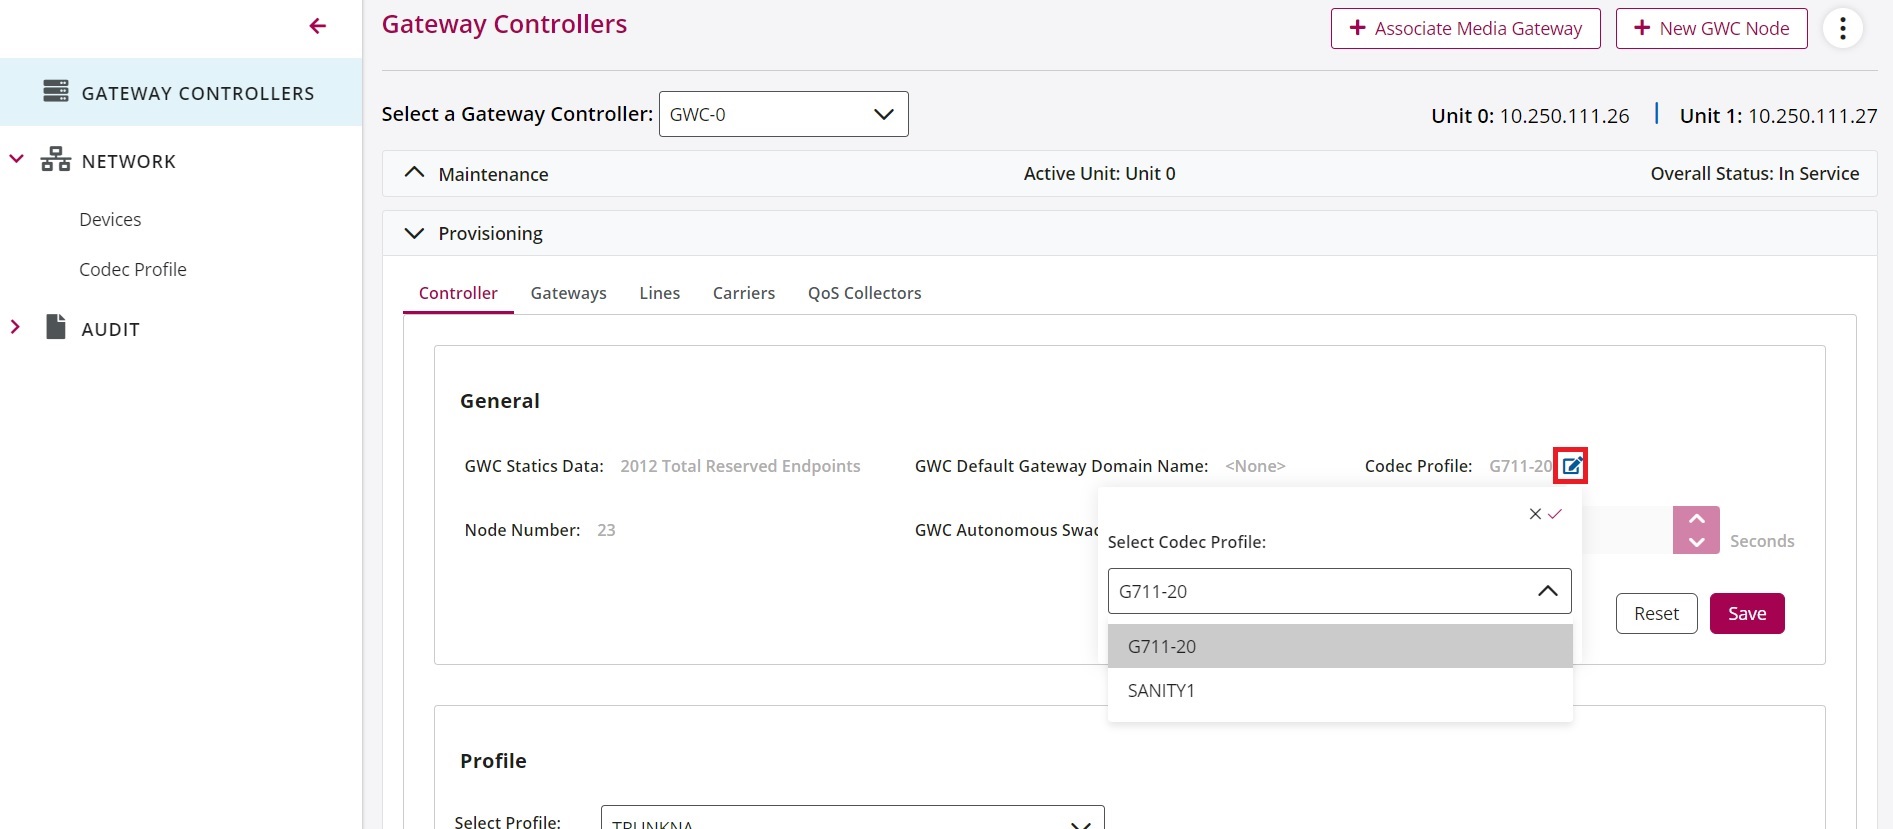 Gateway Controllers
Associate Media Gateway
New GWC Node
GATEWAY CONTROLLERS
NETWORK
Devices
Codec Profile
AUDIT
Select a Gateway Controller: GWC-0
Unit 0: 10.250.111.26 Unit 1: 10.250.111.27
Maintenance Active Unit: Unit 0 Overall Status: In Service
Provisioning
Controller Gateways Lines Carriers QoS Collectors
General
GWC Statics Data: 2012 Total Reserved Endpoints GWC Default Gateway Domain Name: <None> Codec Profile: G711-20
Node Number: 23 GWC Autonomous Swac
Select Codec Profile:
Seconds
G711-20
Reset Save
G711-20
SANITY1
Profile
Select Profile: TRUNKNA